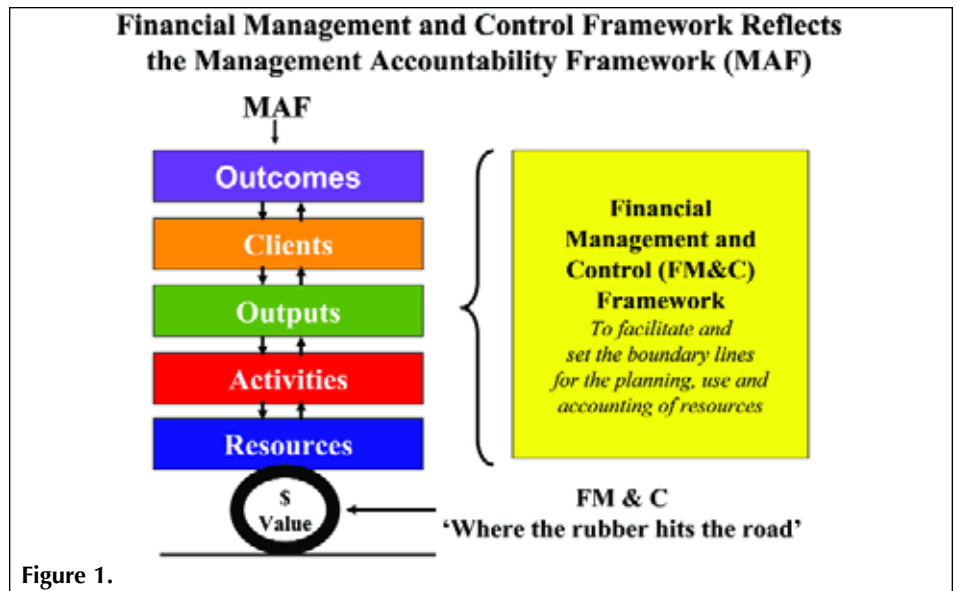 Financial Management and Control Framework Reflects
the Management Accountability Framework (MAF)
MAF
Outcomes
Clients
Outputs
Activities
Resources
$
Value
Financial
Management and
Control (FM&C)
Framework
To facilitate and
set the boundary lines
for the planning, use and
accounting of resources
FM & C
‘Where the rubber hits the road’
Figure 1.